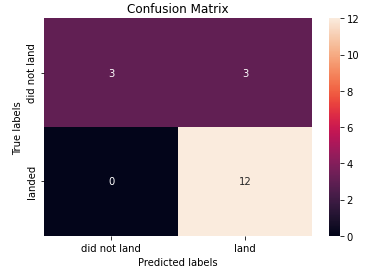 Confusion Matrix
True labels
did not land
landed
3
3
0
12
did not land
land
Predicted labels
12
10
8
6
4
2
0